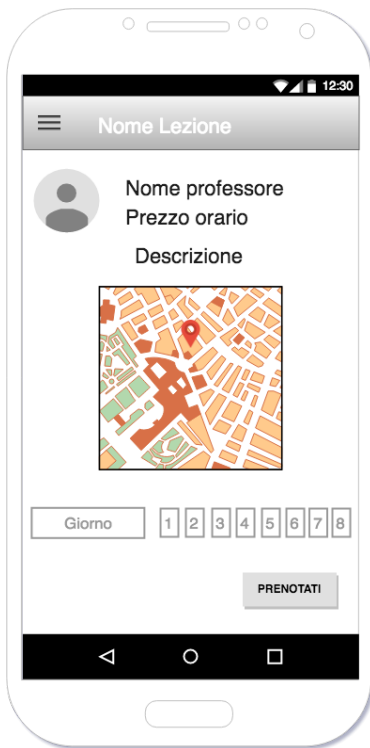 12:30
Nome Lezione
Nome professore
Prezzo orario
Descrizione
Giorno 1 2 3 4 5 6 7 8
PRENOTATI